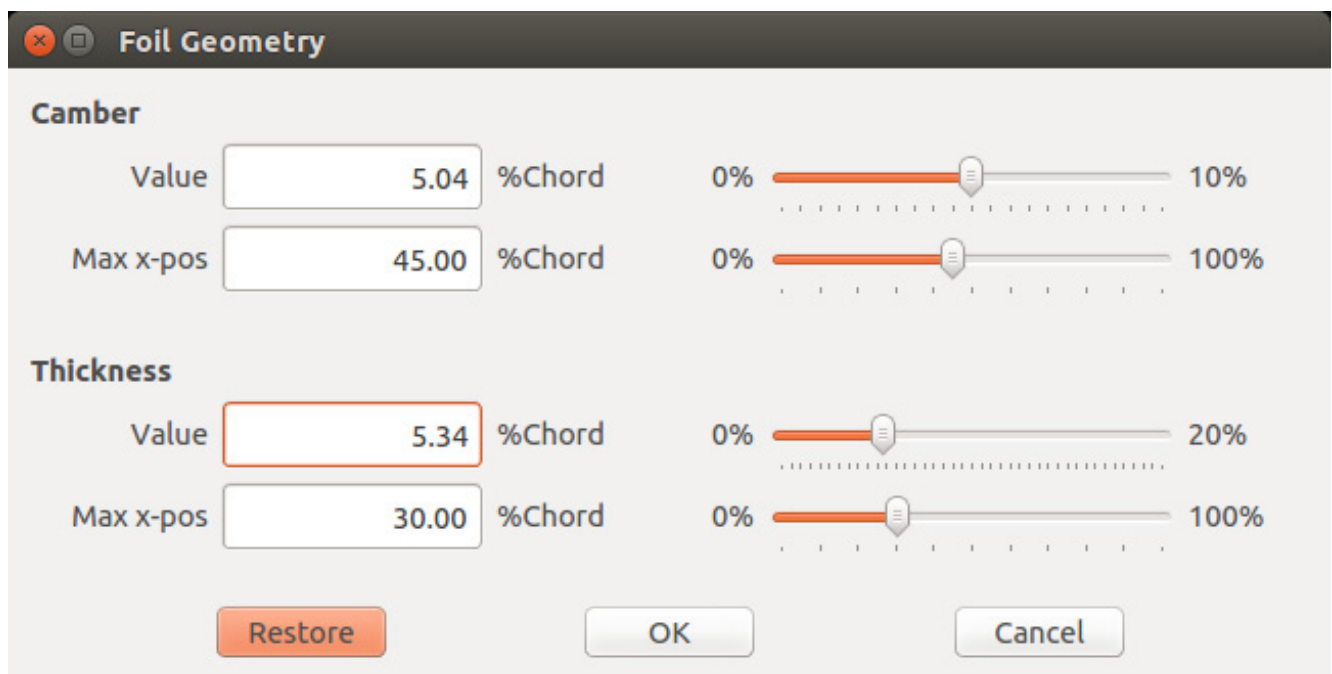 Foil Geometry
Camber
Value 5.04 %Chord 0% 10%
Max x-pos 45.00 %Chord 0% 100%
Thickness
Value 5.34 %Chord 0% 20%
Max x-pos 30.00 %Chord 0% 100%
Restore OK Cancel